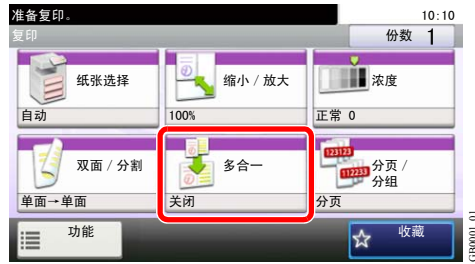 准备复印。 10:10
复印 份数 1
纸张选择 缩小 / 放大 浓度
自动 100% 正常 0
双面 / 分割 多合一 分页 /
分组
单面→单面 关闭 分页
功能 收藏